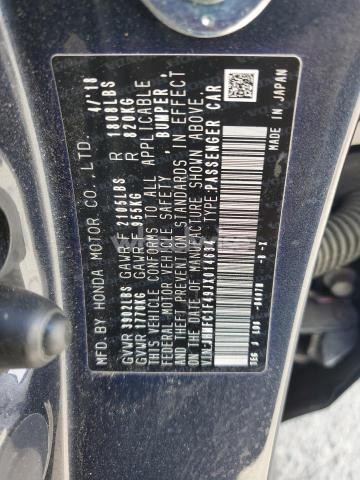 MFD.BY HONDA MOTOR CO., LTD. 4/18
GVWR 3902LBS GAWR F 2105LBS R 1808LBS
GVWR GAWR F 955KG R 820KG
THIS VEHICLE CONFORMS TO ALL APPLICABLE
FEDERAL MOTOR VEHICLE SAFETY, BUMPER,
AND THEFT PREVENTION STANDARDS IN EFFECT
ON THE DATE OF MANUFACTURE SHOWN ABOVE.
TYPE:PASSENGER CAR
MADE IN JAPAN